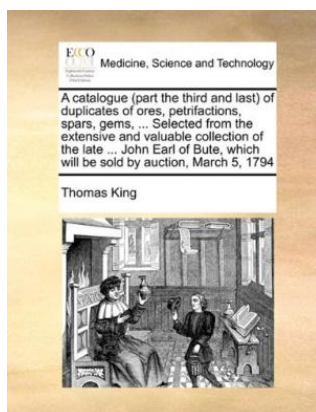 ECCO
Medicine, Science and Technology
A catalogue (part the third and last) of
duplicates of ores, petrifactions,
spars, gems, ... Selected from the
extensive and valuable collection of
the late ... John Earl of Bute, which
will be sold by auction, March 5, 1794
Thomas King